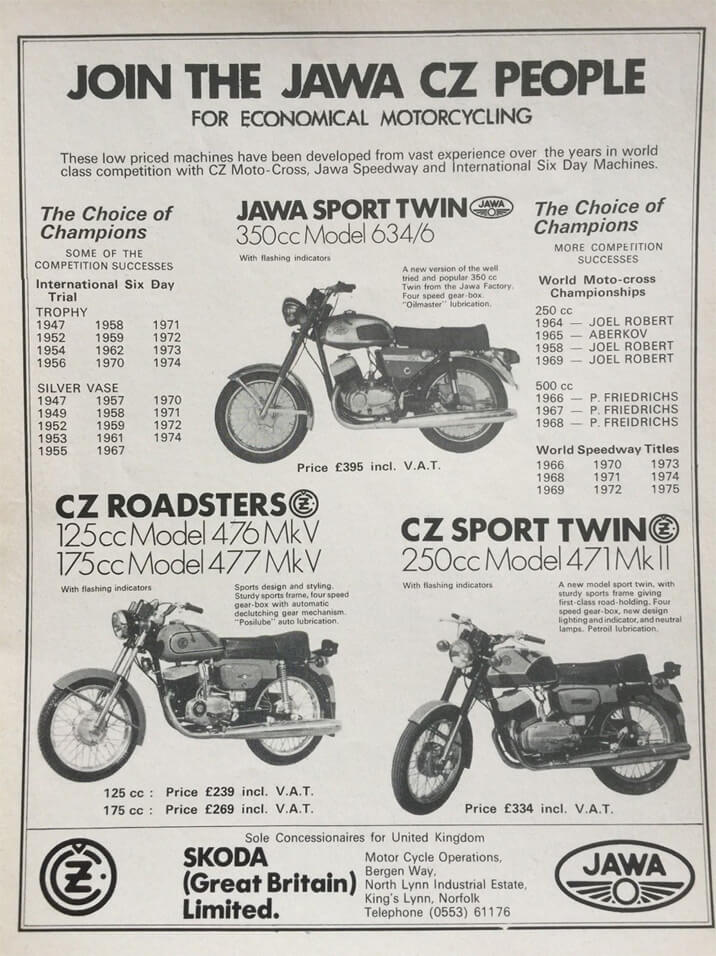 JOIN THE JAWA CZ PEOPLE
FOR ECONOMICAL MOTORCYCLING
These low priced machines have been developed from vast experience over the years in world
class competition with CZ Moto-Cross, Jawa Speedway and International Six Day Machines.
The Choice of
Champions
SOME OF THE
COMPETITION SUCCESSES
International Six Day
Trial
TROPHY
1947 1958 1971
1952 1959 1972
1954 1962 1973
1956 1970 1974
SILVER VASE
1947 1957 1970
1949 1958 1971
1952 1959 1972
1953 1961 1974
1955 1967
JAWA SPORT TWIN JAWA
350cc Model 634/6
With flashing indicators
A new version of the well
tried and popular 350 cc
Twin from the Jawa Factory.
Four speed gear-box.
"Oilmaster" lubrication.
Price £395 incl. V.A.T.
The Choice of
Champions
MORE COMPETITION
SUCCESSES
World Moto-cross
Championships
250 cc
1964 — JOEL ROBERT
1965 — ABERKOV
1958 — JOEL ROBERT
1969 — JOEL ROBERT
500 cc
1966 — P. FRIEDRICHS
1967 — P. FRIEDRICHS
1968 — P. FREIDRICHS
World Speedway Titles
1966 1970 1973
1968 1971 1974
1969 1972 1975
CZ ROADSTERS ČZ
125cc Model 476 MkV
175cc Model 477 MkV
With flashing indicators
Sports design and styling.
Sturdy sports frame, four speed
gear-box with automatic
declutching gear mechanism.
"Posilube" auto lubrication.
125 cc : Price £239 incl. V.A.T.
175 cc : Price £269 incl. V.A.T.
CZ SPORT TWIN ČZ
250cc Model 471 Mk II
With flashing indicators
A new model sport twin, with
sturdy sports frame giving
first-class road-holding. Four
speed gear-box, new design
lighting and indicator, and neutral
lamps. Petroil lubrication.
Price £334 incl. V.A.T.
Sole Concessionaires for United Kingdom
ČZ
SKODA
(Great Britain)
Limited.
Motor Cycle Operations,
Bergen Way,
North Lynn Industrial Estate,
King's Lynn, Norfolk
Telephone (0553) 61176
JAWA